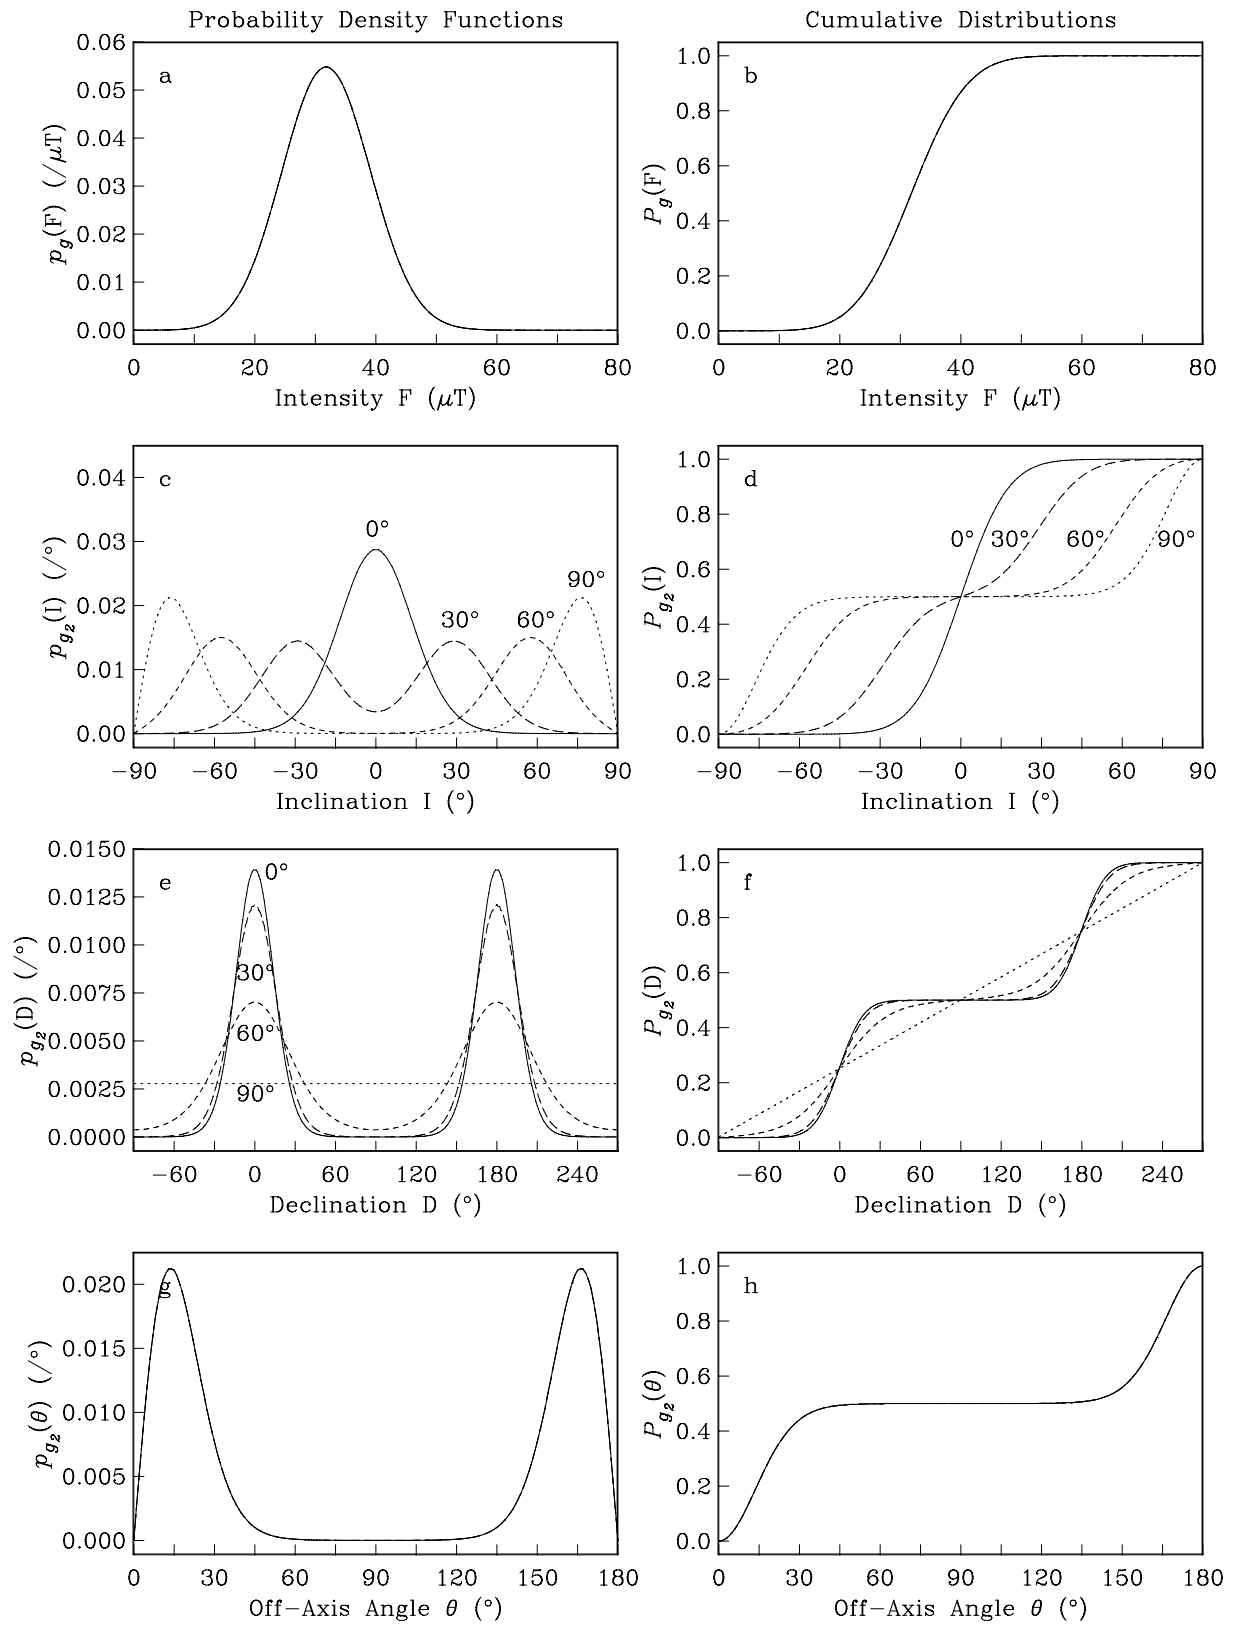 Probability Density Functions
Cumulative Distributions
a
0.06
0.05
0.04
0.03
0.02
0.01
0.00
p_g(F) (/μT)
0 20 40 60 80
Intensity F (μT)
b
1.0
0.8
0.6
0.4
0.2
0.0
P_g(F)
0 20 40 60 80
Intensity F (μT)
c
0.04
0.03
0.02
0.01
0.00
p_g₂(I) (/°)
0°
30°
60°
90°
−90 −60 −30 0 30 60 90
Inclination I (°)
d
1.0
0.8
0.6
0.4
0.2
0.0
P_g₂(I)
0° 30° 60° 90°
−90 −60 −30 0 30 60 90
Inclination I (°)
e
0.0150
0.0125
0.0100
0.0075
0.0050
0.0025
0.0000
p_g₂(D) (/°)
0°
30°
60°
90°
−60 0 60 120 180 240
Declination D (°)
f
1.0
0.8
0.6
0.4
0.2
0.0
P_g₂(D)
−60 0 60 120 180 240
Declination D (°)
g
0.020
0.015
0.010
0.005
0.000
p_g₂(θ) (/°)
0 30 60 90 120 150 180
Off−Axis Angle θ (°)
h
1.0
0.8
0.6
0.4
0.2
0.0
P_g₂(θ)
0 30 60 90 120 150 180
Off−Axis Angle θ (°)